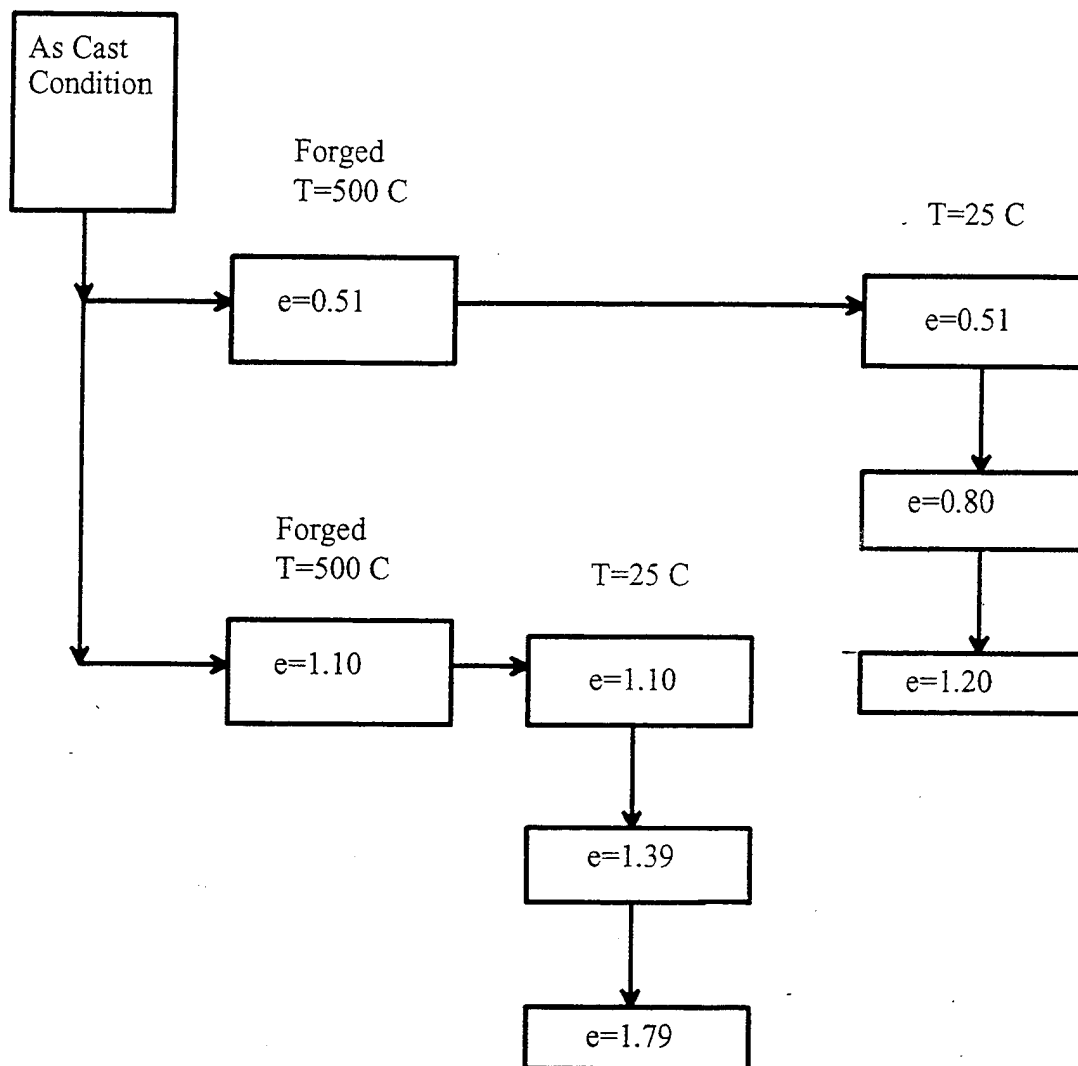 As Cast
Condition
Forged
T=500 C
T=25 C
e=0.51
e=0.51
e=0.80
Forged
T=500 C
T=25 C
e=1.10
e=1.10
e=1.20
e=1.39
e=1.79